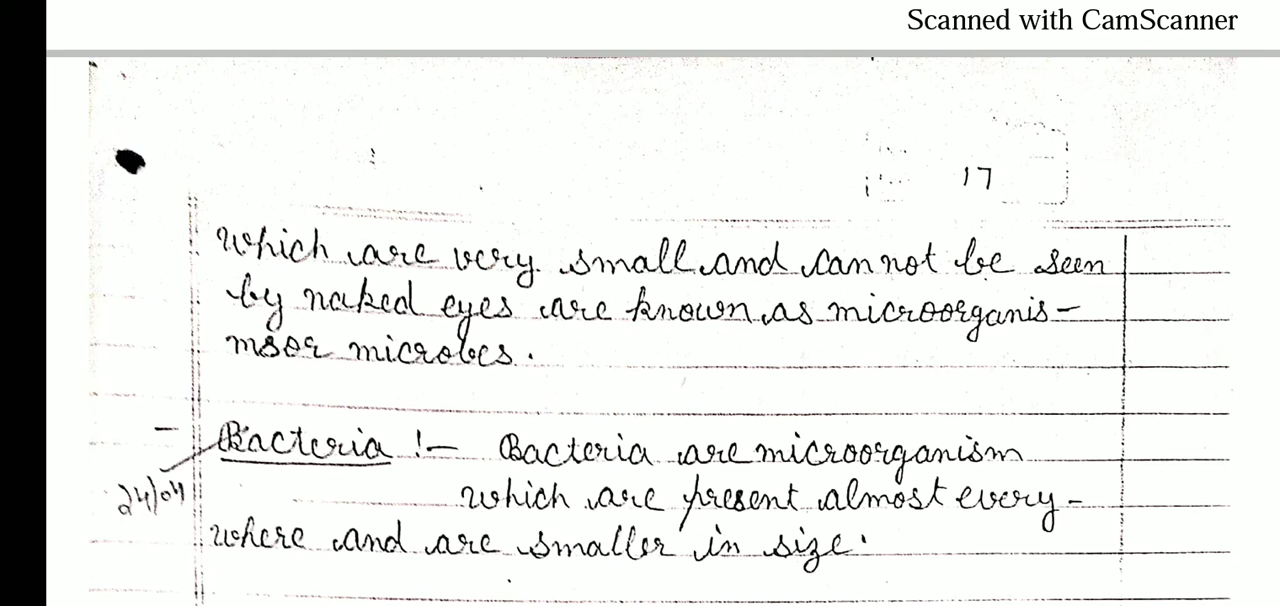 Scanned with CamScanner
17
which are very small and can not be seen
by naked eyes are known as microorganis-
msor microbes.
Bacteria :- Bacteria are microorganism
24/04
which are present almost every-
where and are smaller in size.